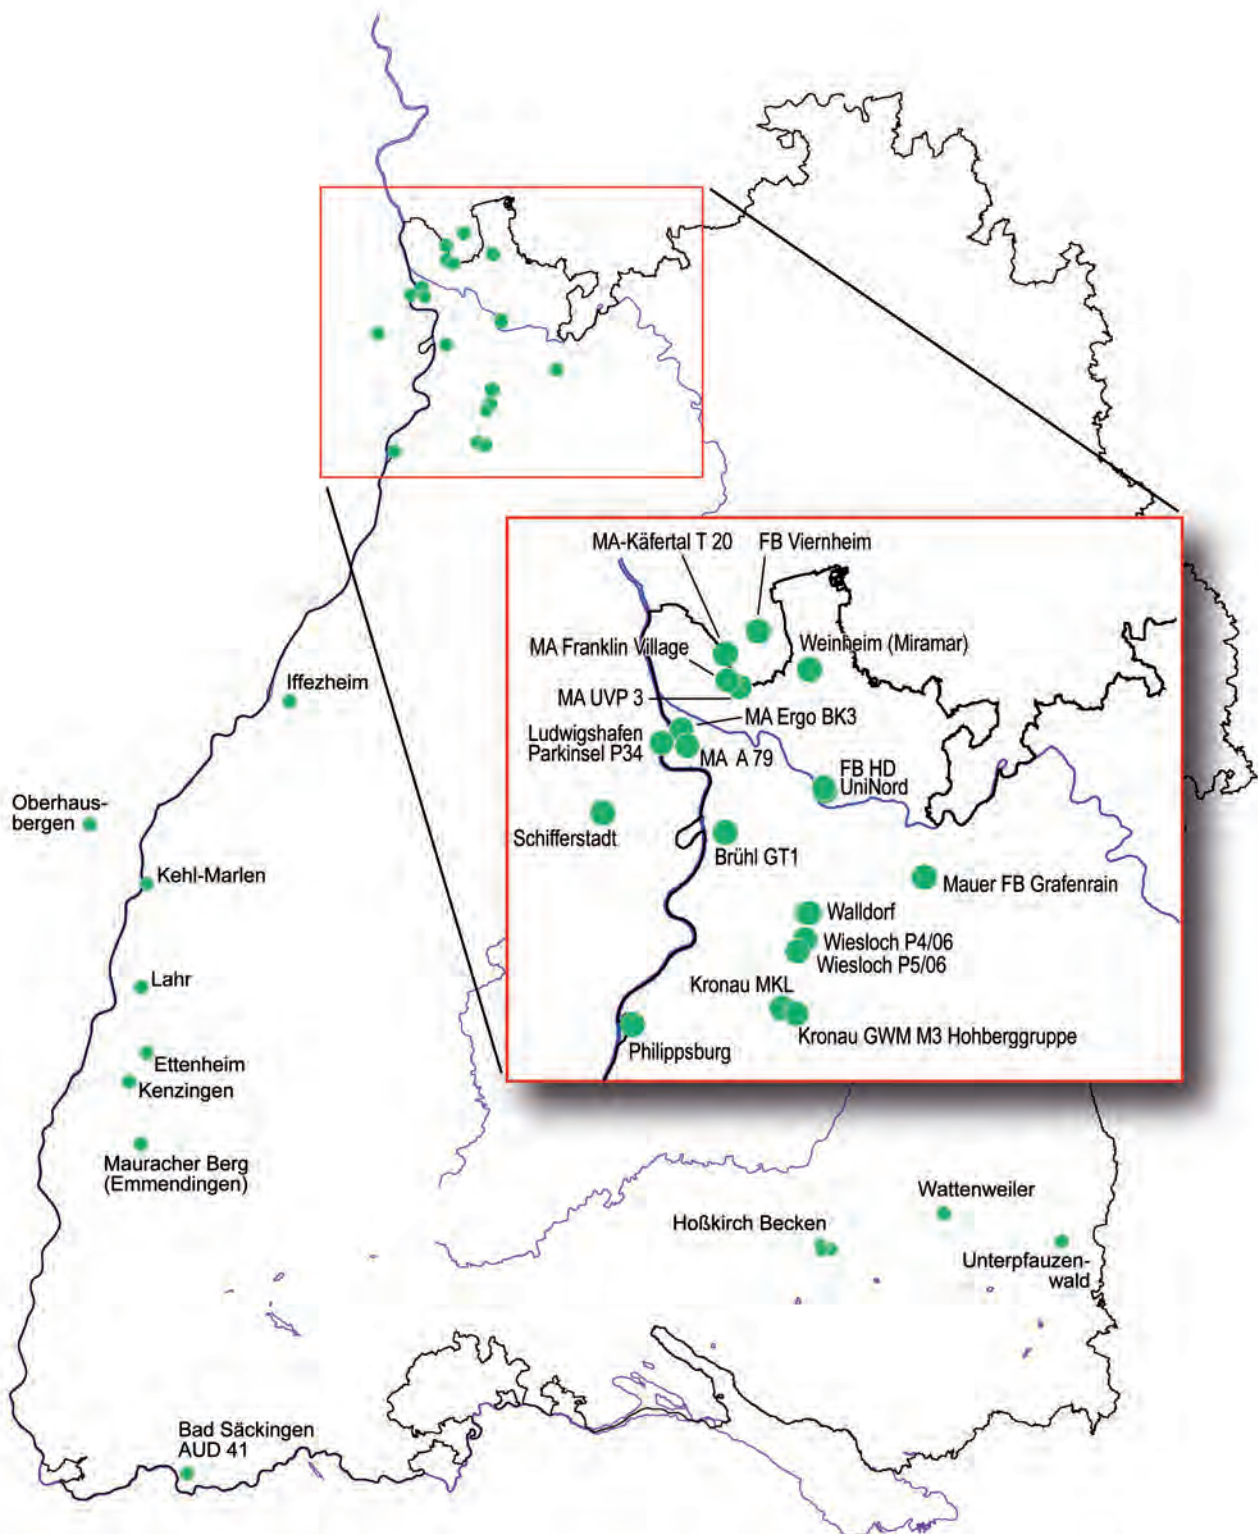 MA-Käfertal T 20
FB Viernheim
MA Franklin Village
Weinheim (Miramar)
MA UVP 3
MA Ergo BK3
Ludwigshafen
Parkinsel P34
MA A 79
FB HD
UniNord
Schifferstadt
Brühl GT1
Mauer FB Grafenrain
Walldorf
Wiesloch P4/06
Wiesloch P5/06
Kronau MKL
Kronau GWM M3 Hohberggruppe
Philippsburg
Iffezheim
Oberhaus-
bergen
Kehl-Marlen
Lahr
Ettenheim
Kenzingen
Mauracher Berg
(Emmendingen)
Wattenweiler
Hoßkirch Becken
Unterpfauzen-
wald
Bad Säckingen
AUD 41